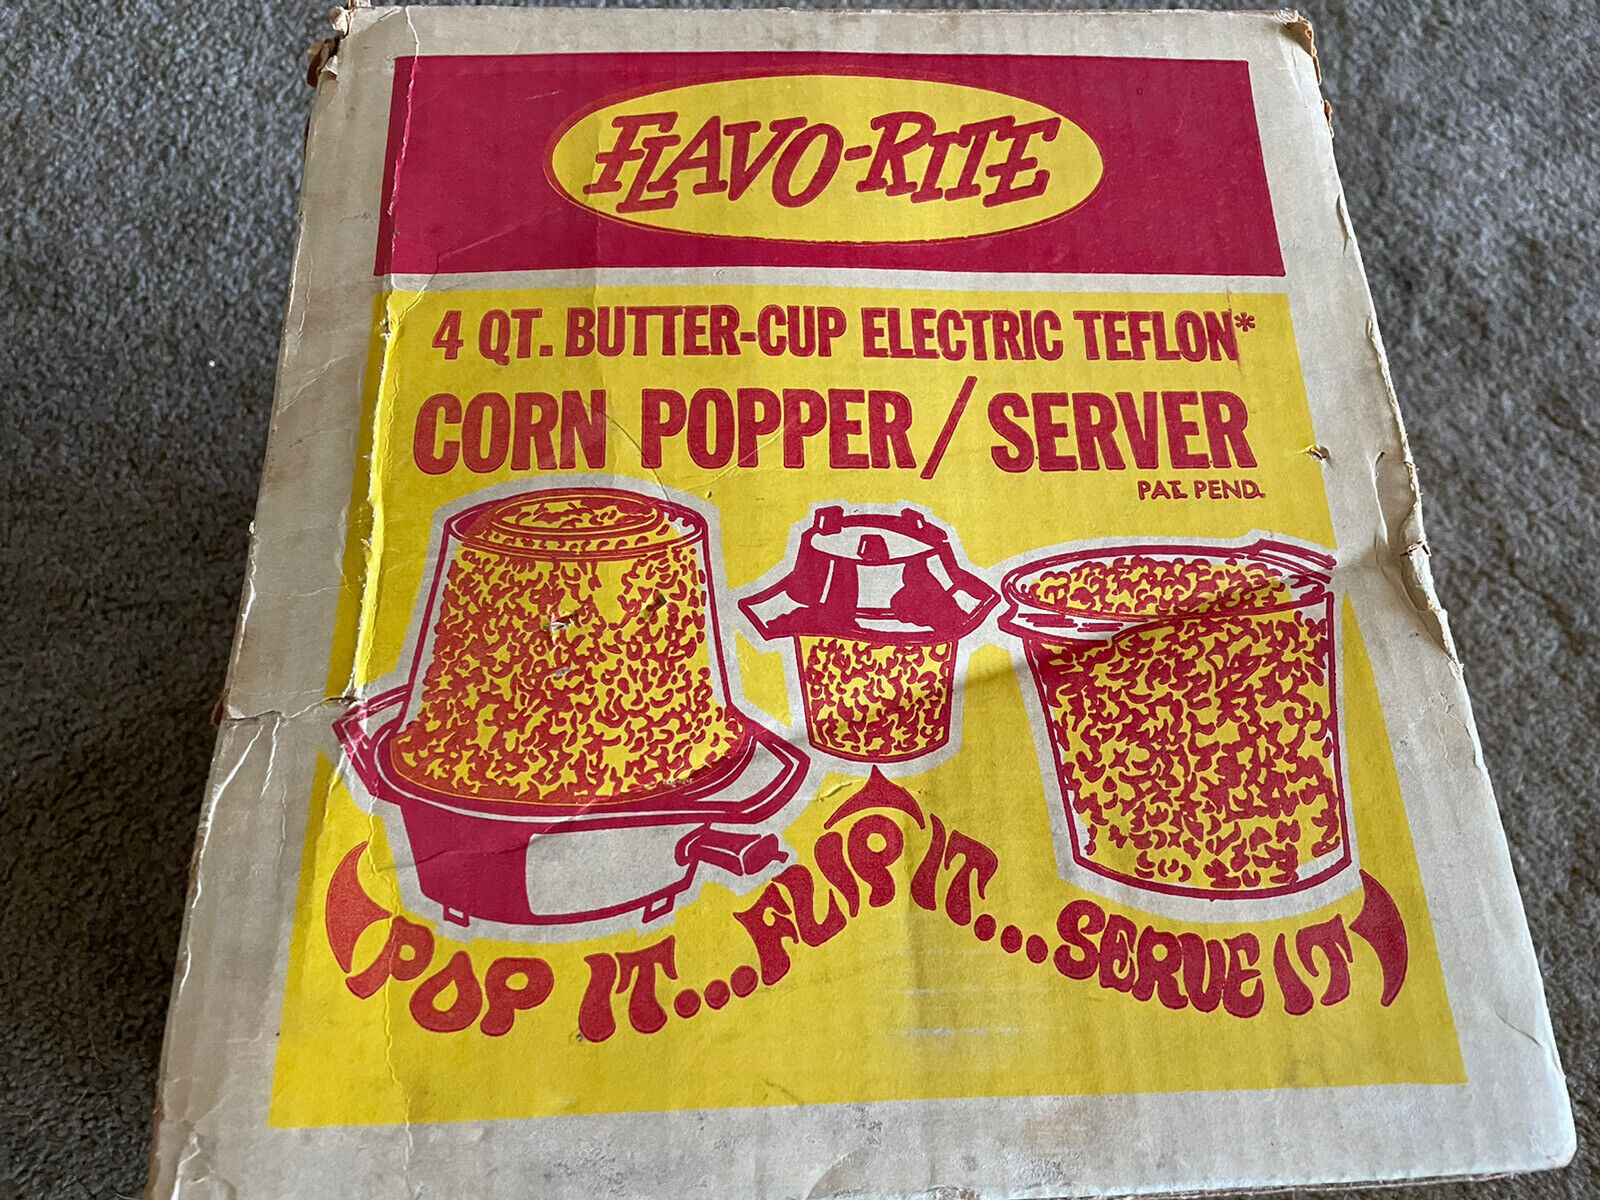 FLAVO-RITE
4 QT. BUTTER-CUP ELECTRIC TEFLON*
CORN POPPER / SERVER
PAT. PEND.
POP IT...FLIP IT...SERVE IT